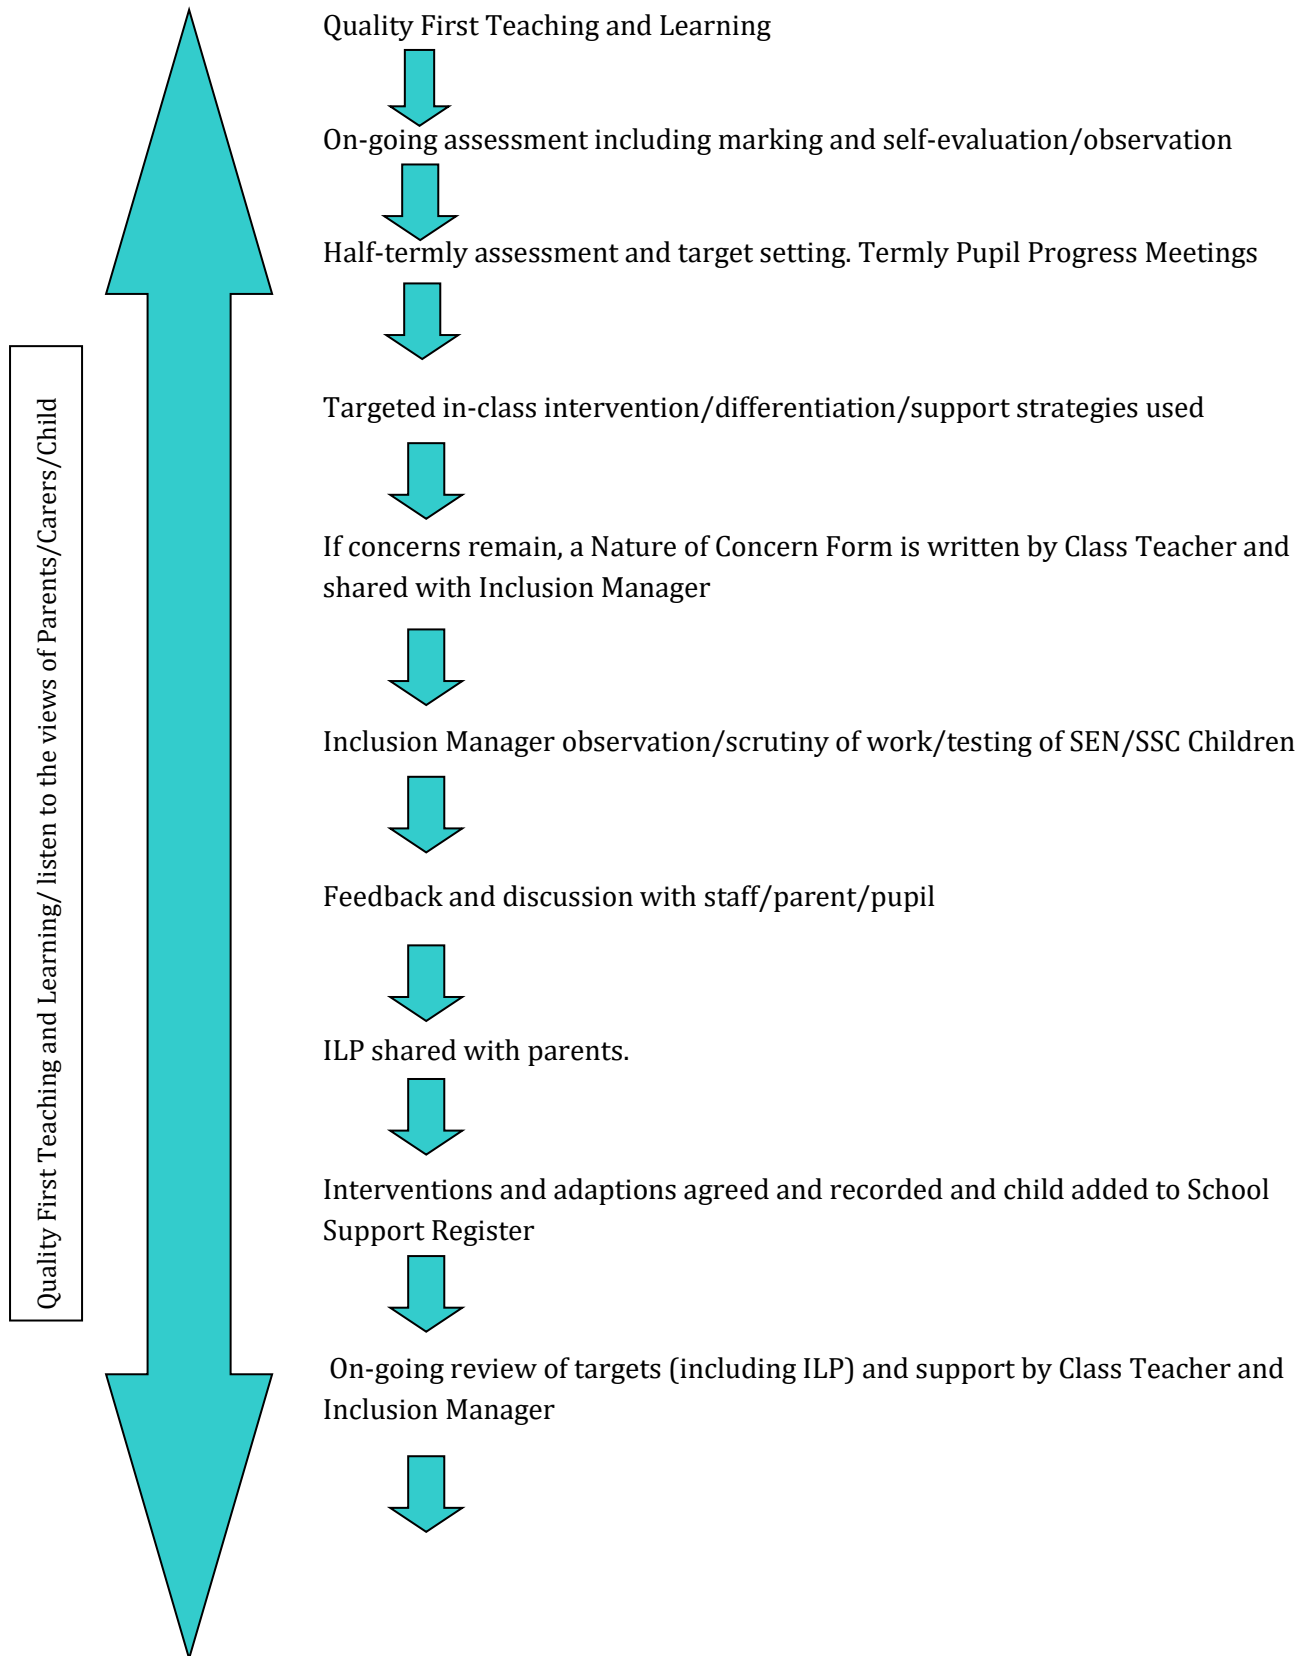 Quality First Teaching and Learning
On-going assessment including marking and self-evaluation/observation
Half-termly assessment and target setting. Termly Pupil Progress Meetings
Targeted in-class intervention/differentiation/support strategies used
If concerns remain, a Nature of Concern Form is written by Class Teacher and
shared with Inclusion Manager
Inclusion Manager observation/scrutiny of work/testing of SEN/SSC Children
Feedback and discussion with staff/parent/pupil
ILP shared with parents.
Interventions and adaptions agreed and recorded and child added to School
Support Register
On-going review of targets (including ILP) and support by Class Teacher and
Inclusion Manager
Quality First Teaching and Learning/ listen to the views of Parents/Carers/Child